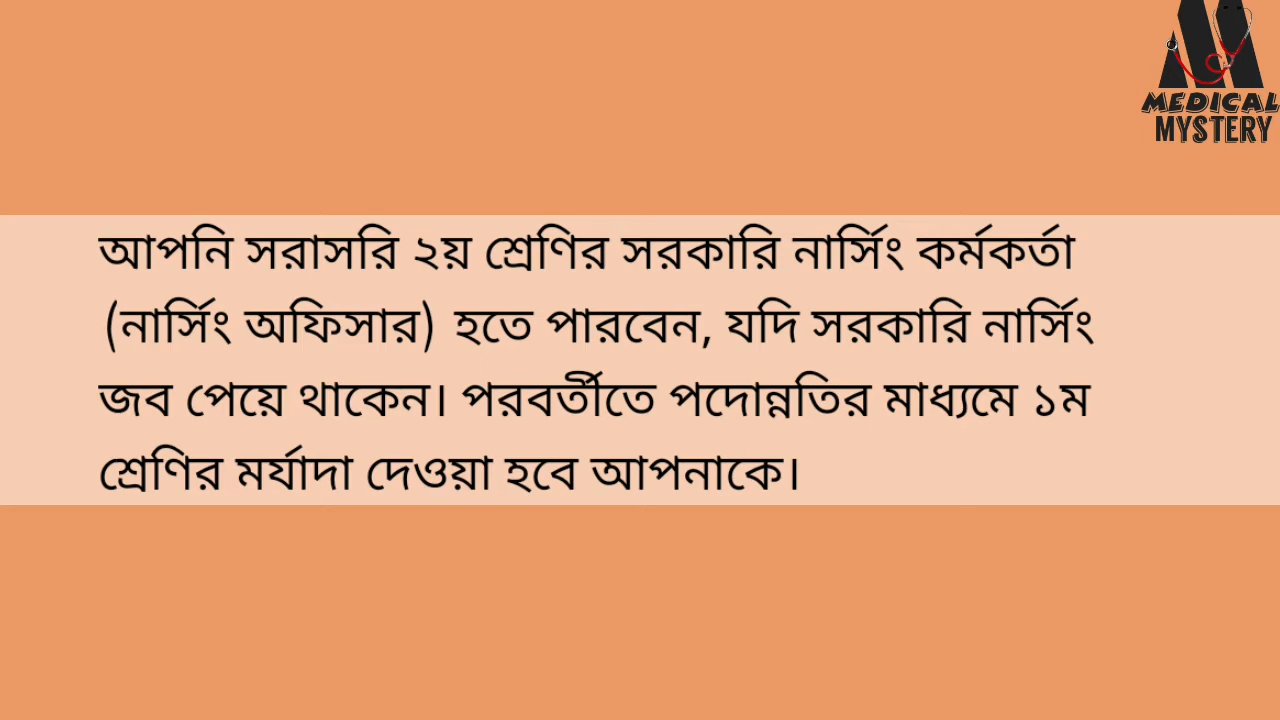 MEDICAL
MYSTERY
আপনি সরাসরি ২য় শ্রেণির সরকারি নার্সিং কর্মকর্তা
(নার্সিং অফিসার) হতে পারবেন, যদি সরকারি নার্সিং
জব পেয়ে থাকেন। পরবর্তীতে পদোন্নতির মাধ্যমে ১ম
শ্রেণির মর্যাদা দেওয়া হবে আপনাকে।